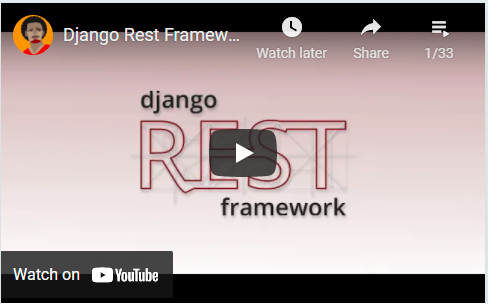 Django Rest Framew...
Watch later
Share
1/33
django
REST
framework
Watch on YouTube